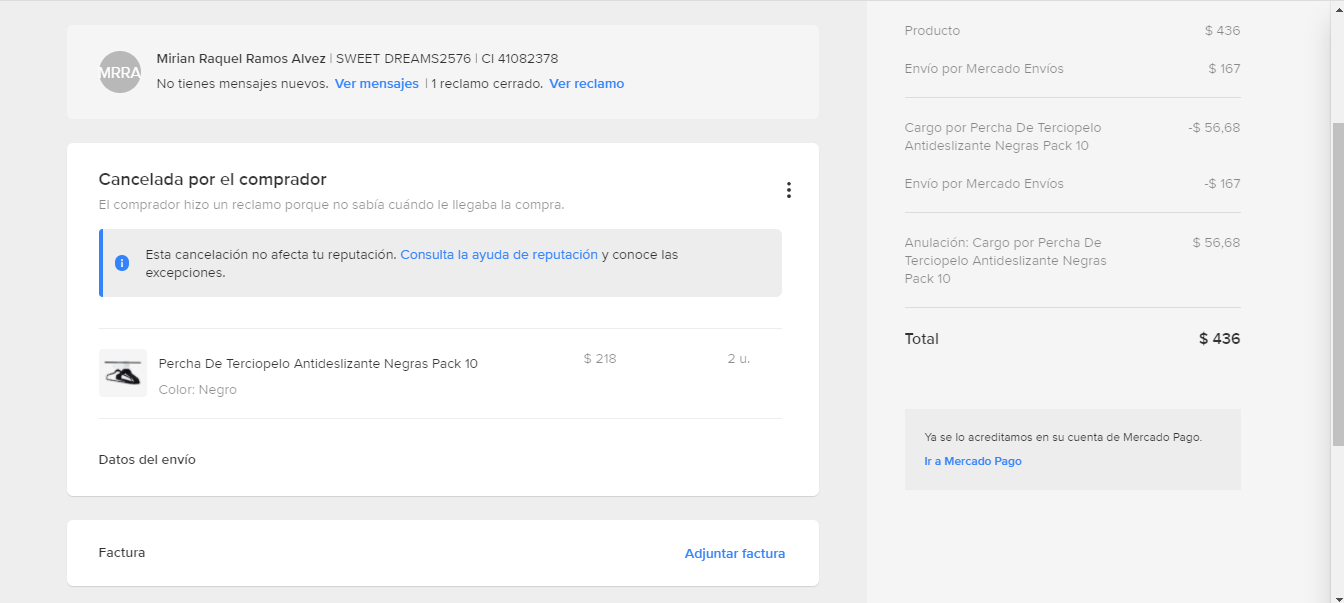 MRRA
Mirian Raquel Ramos Alvez | SWEET DREAMS2576 | CI 41082378
No tienes mensajes nuevos. Ver mensajes | 1 reclamo cerrado. Ver reclamo
Cancelada por el comprador
El comprador hizo un reclamo porque no sabía cuándo le llegaba la compra.
Esta cancelación no afecta tu reputación. Consulta la ayuda de reputación y conoce las
excepciones.
Percha De Terciopelo Antideslizante Negras Pack 10 $ 218 2 u.
Color: Negro
Datos del envío
Factura Adjuntar factura
Producto $ 436
Envío por Mercado Envíos $ 167
Cargo por Percha De Terciopelo -$ 56,68
Antideslizante Negras Pack 10
Envío por Mercado Envíos -$ 167
Anulación: Cargo por Percha De $ 56,68
Terciopelo Antideslizante Negras
Pack 10
Total $ 436
Ya se lo acreditamos en su cuenta de Mercado Pago.
Ir a Mercado Pago